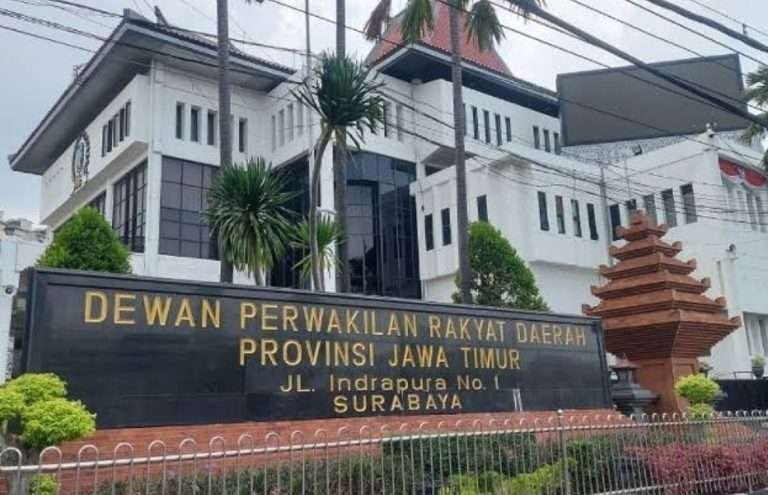 DEWAN PERWAKILAN RAKYAT DAERAH
PROVINSI JAWA TIMUR
JL. Indrapura No. 1
SURABAYA